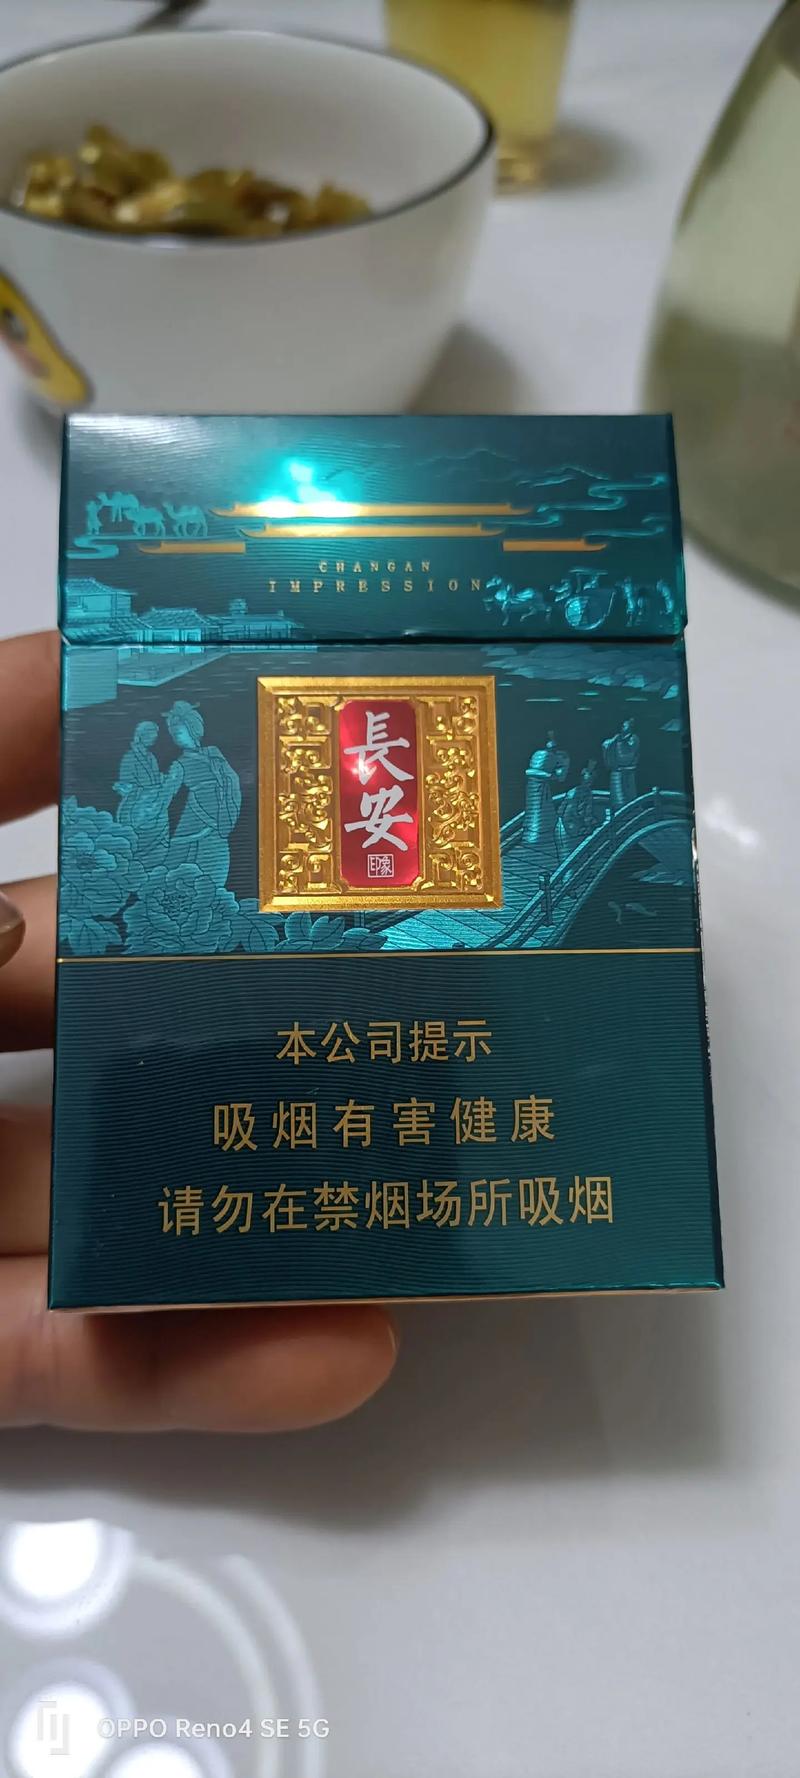 CHANGAN
IMPRESSION
長安
印象
本公司提示
吸烟有害健康
请勿在禁烟场所吸烟
OPPO Reno4 SE 5G